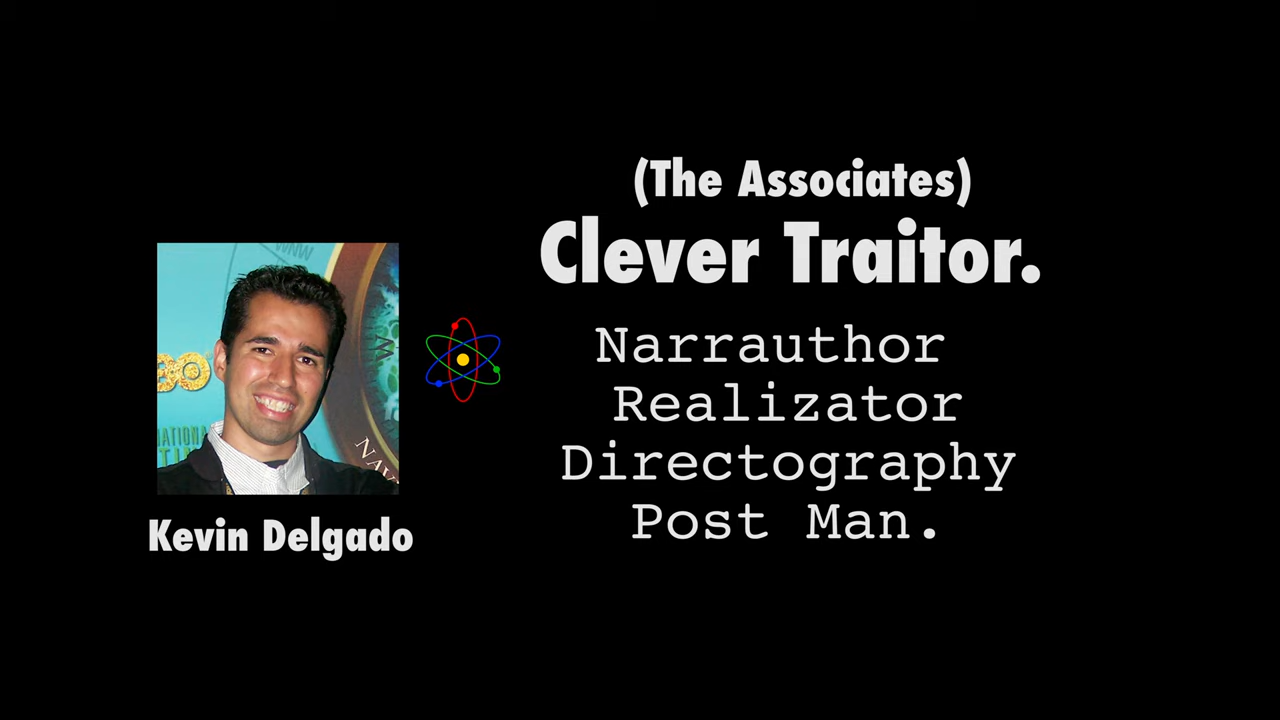 (The Associates)
Clever Traitor.
Narrauthor
Realizator
Directography
Post Man.
Kevin Delgado